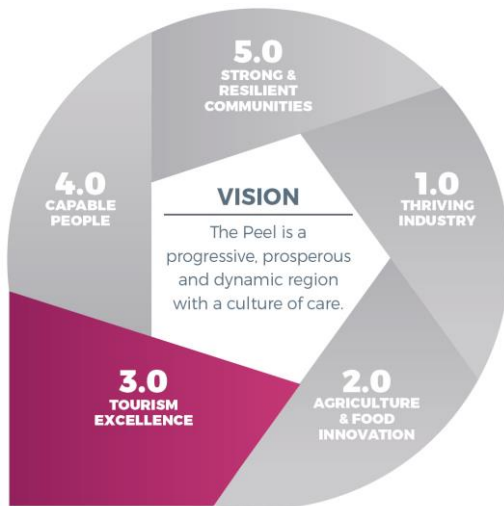 5.0
STRONG &
RESILIENT
COMMUNITIES
4.0
CAPABLE
PEOPLE
VISION
The Peel is a
progressive, prosperous
and dynamic region
with a culture of care.
1.0
THRIVING
INDUSTRY
3.0
TOURISM
EXCELLENCE
2.0
AGRICULTURE
& FOOD
INNOVATION